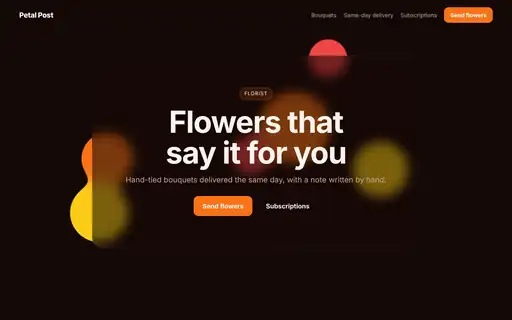 Petal Post
Bouquets
Same-day delivery
Subscriptions
Send flowers
FLORIST
Flowers that
say it for you
Hand-tied bouquets delivered the same day, with a note written by hand.
Send flowers
Subscriptions